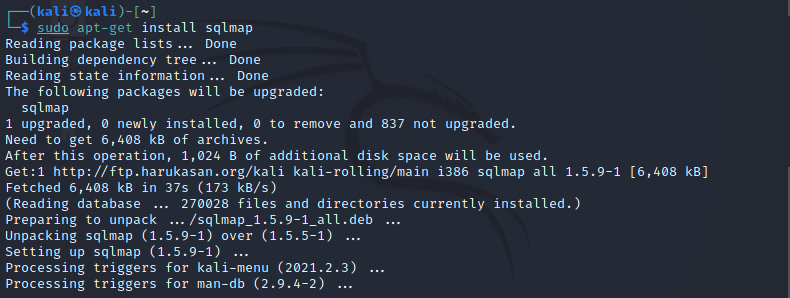 ┌──(kali㉿kali)-[~]
└─$ sudo apt-get install sqlmap
Reading package lists... Done
Building dependency tree... Done
Reading state information... Done
The following packages will be upgraded:
  sqlmap
1 upgraded, 0 newly installed, 0 to remove and 837 not upgraded.
Need to get 6,408 kB of archives.
After this operation, 1,024 B of additional disk space will be used.
Get:1 http://ftp.harukasan.org/kali kali-rolling/main i386 sqlmap all 1.5.9-1 [6,408 kB]
Fetched 6,408 kB in 37s (173 kB/s)
(Reading database ... 270028 files and directories currently installed.)
Preparing to unpack .../sqlmap_1.5.9-1_all.deb ...
Unpacking sqlmap (1.5.9-1) over (1.5.5-1) ...
Setting up sqlmap (1.5.9-1) ...
Processing triggers for kali-menu (2021.2.3) ...
Processing triggers for man-db (2.9.4-2) ...